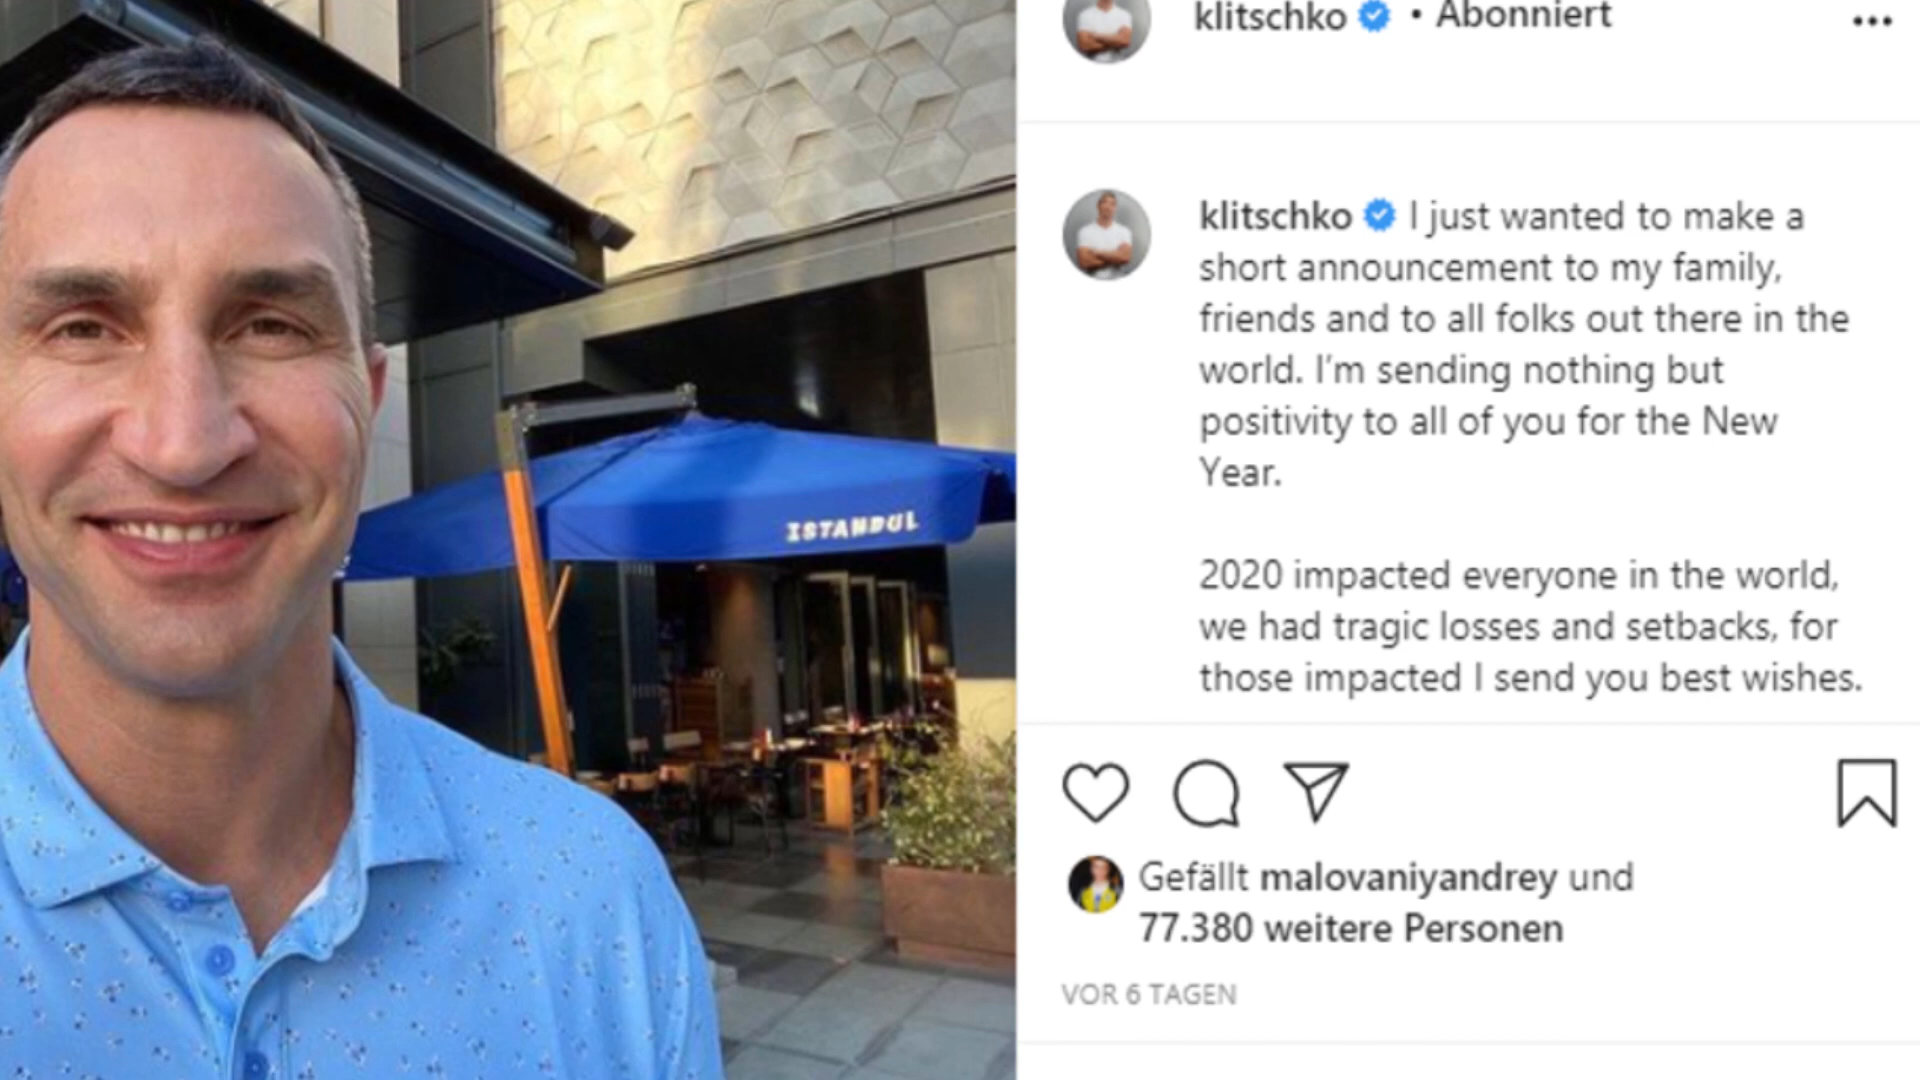 klitschko • Abonniert
klitschko I just wanted to make a
short announcement to my family,
friends and to all folks out there in the
world. I'm sending nothing but
positivity to all of you for the New
Year.
2020 impacted everyone in the world,
we had tragic losses and setbacks, for
those impacted I send you best wishes.
ISTANBUL
Gefällt malovaniyandrey und
77.380 weitere Personen
VOR 6 TAGEN